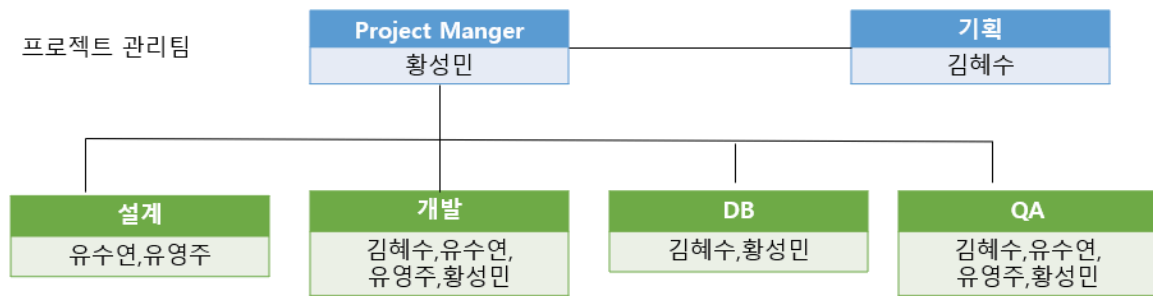 프로젝트 관리팀
Project Manger
황성민
기획
김혜수
설계
유수연,유영주
개발
김혜수,유수연,
유영주,황성민
DB
김혜수,황성민
QA
김혜수,유수연,
유영주,황성민